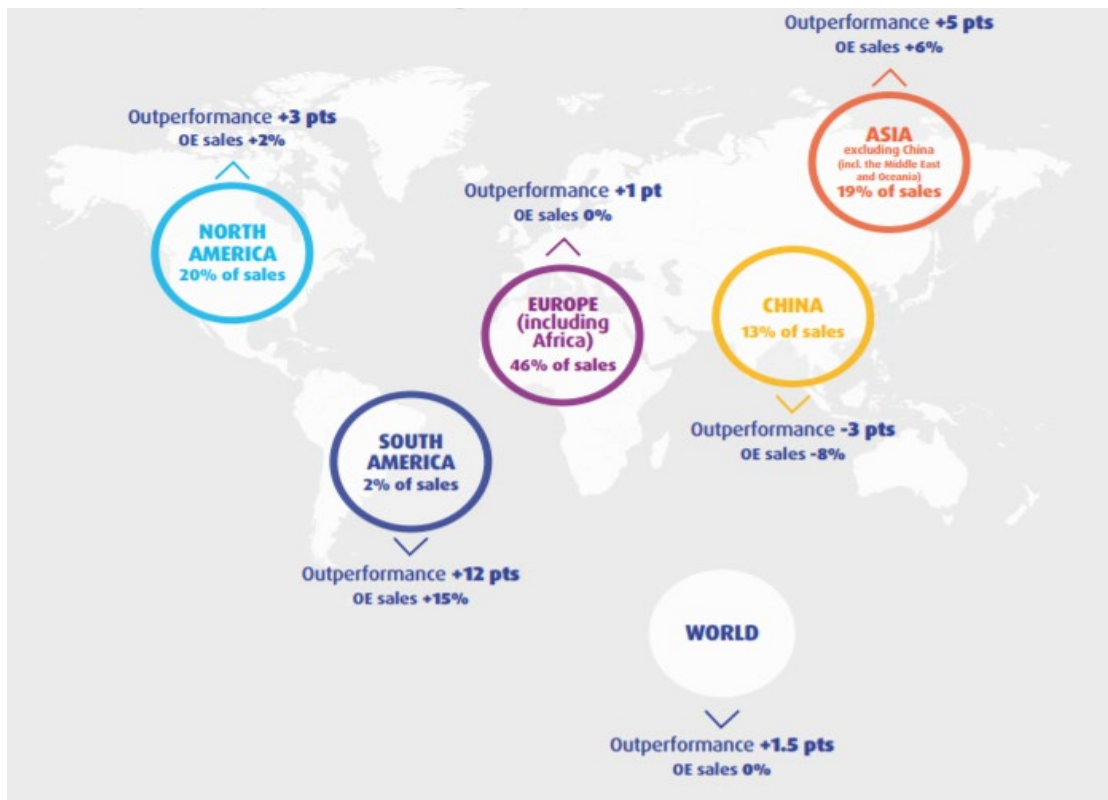 Outperformance +5 pts
OE sales +6%
ASIA
excluding China
(incl. the Middle East
and Oceania)
19% of sales
Outperformance +3 pts
OE sales +2%
NORTH
AMERICA
20% of sales
Outperformance +1 pt
OE sales 0%
EUROPE
(including
Africa)
46% of sales
CHINA
13% of sales
Outperformance -3 pts
OE sales -8%
SOUTH
AMERICA
2% of sales
Outperformance +12 pts
OE sales +15%
WORLD
Outperformance +1.5 pts
OE sales 0%